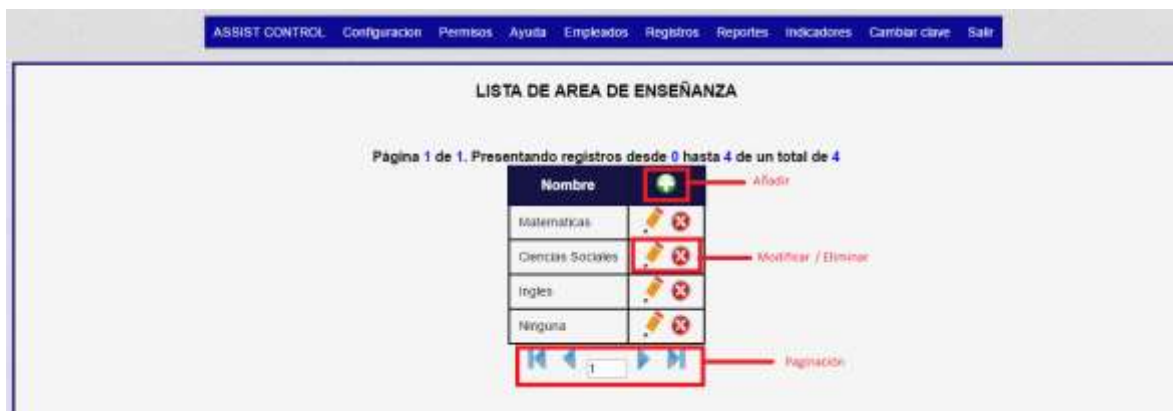 ASSIST CONTROL Configuracion Permisos Ayuda Empleados Registros Reportes Indicadores Cambiar clave Salir
LISTA DE AREA DE ENSEÑANZA
Página 1 de 1. Presentando registros desde 0 hasta 4 de un total de 4
Nombre
Añadir
Matematicas
Ciencias Sociales
Modificar / Eliminar
Ingles
Ninguna
1
Paginación